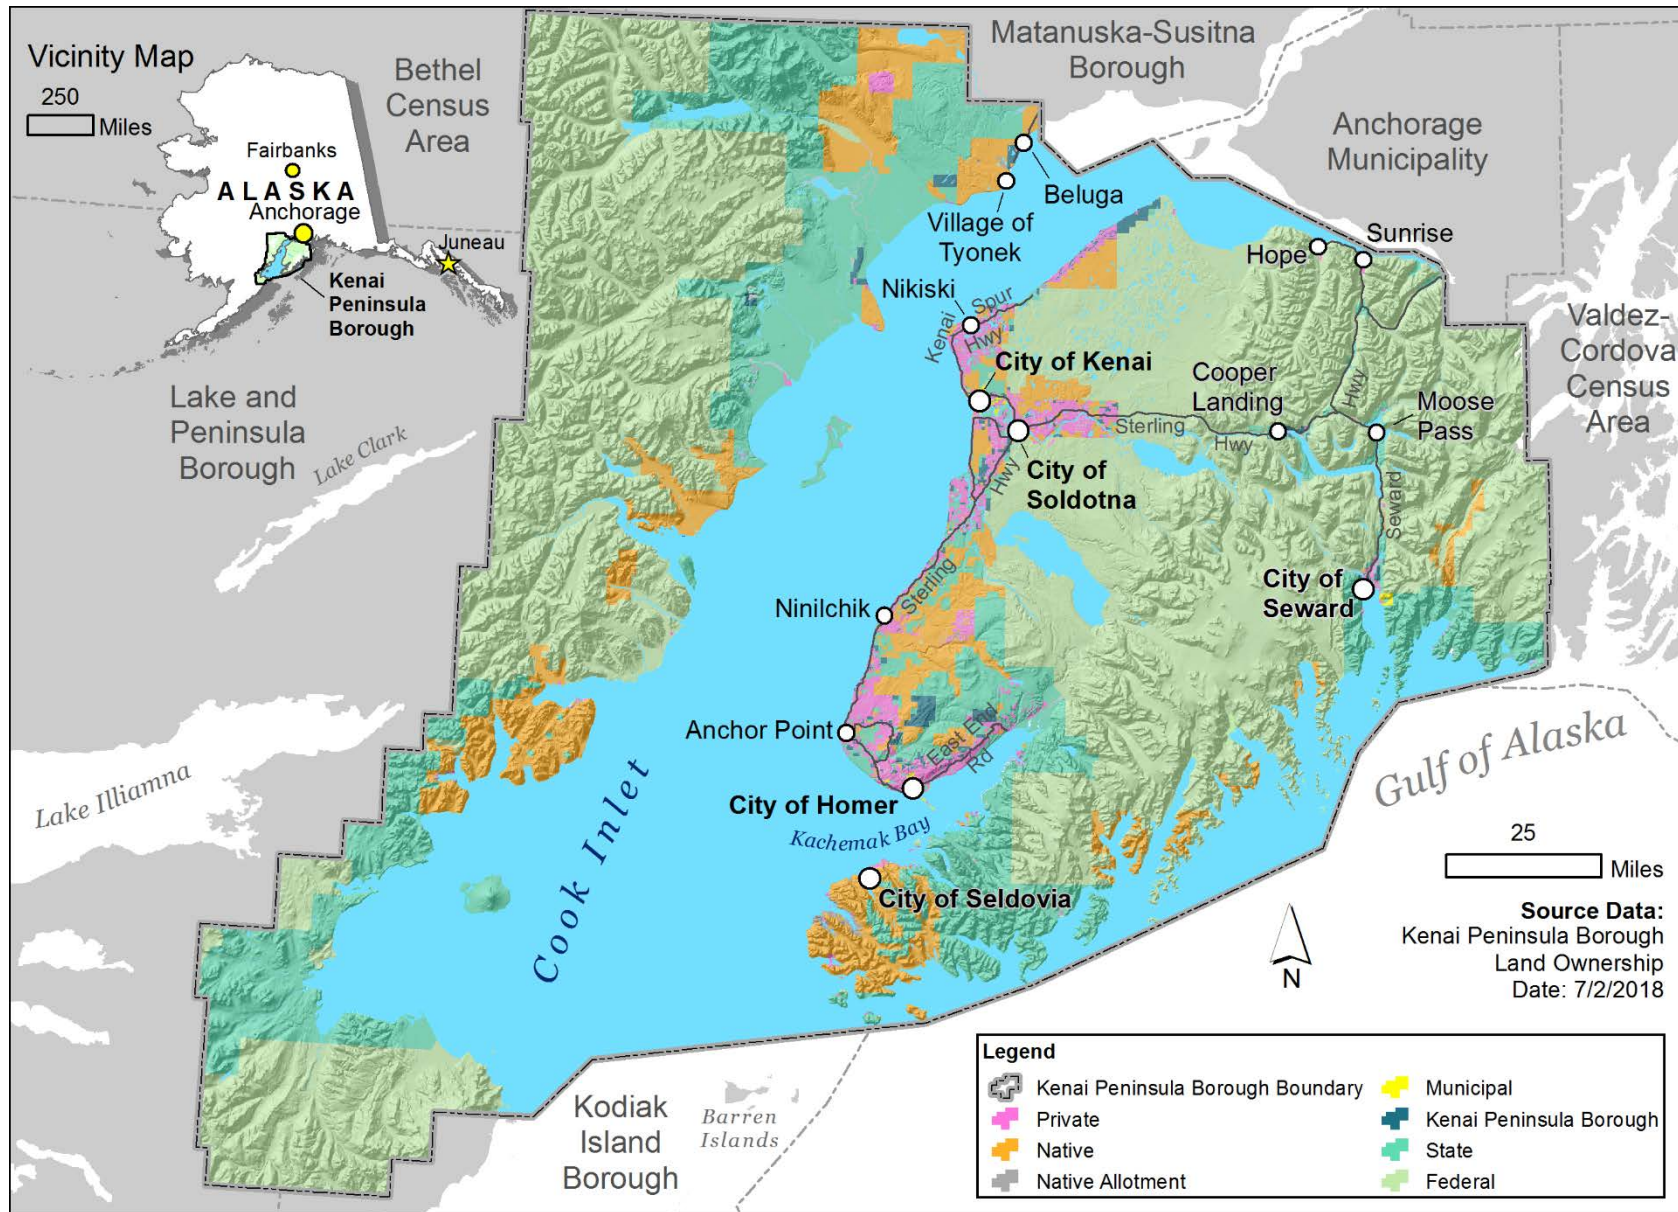 Vicinity Map
250
Miles
Fairbanks
ALASKA
Anchorage
Juneau
Kenai
Peninsula
Borough
Bethel
Census
Area
Matanuska-Susitna
Borough
Anchorage
Municipality
Valdez-
Cordova
Census
Area
Lake and
Peninsula
Borough
Lake Clark
Lake Illiamna
Beluga
Village of
Tyonek
Hope
Sunrise
Nikiski
Kenai
Spur
Hwy
City of Kenai
Cooper
Landing
Hwy
Moose
Pass
Sterling
Hwy
City of
Soldotna
Hwy
Seward
City of
Seward
Ninilchik
Sterling
Anchor Point
East End
Rd
City of Homer
Kachemak Bay
City of Seldovia
Cook Inlet
Gulf of Alaska
25
Miles
Source Data:
Kenai Peninsula Borough
Land Ownership
Date: 7/2/2018
N
Kodiak
Island
Borough
Barren
Islands
Legend
Kenai Peninsula Borough Boundary
Private
Native
Native Allotment
Municipal
Kenai Peninsula Borough
State
Federal